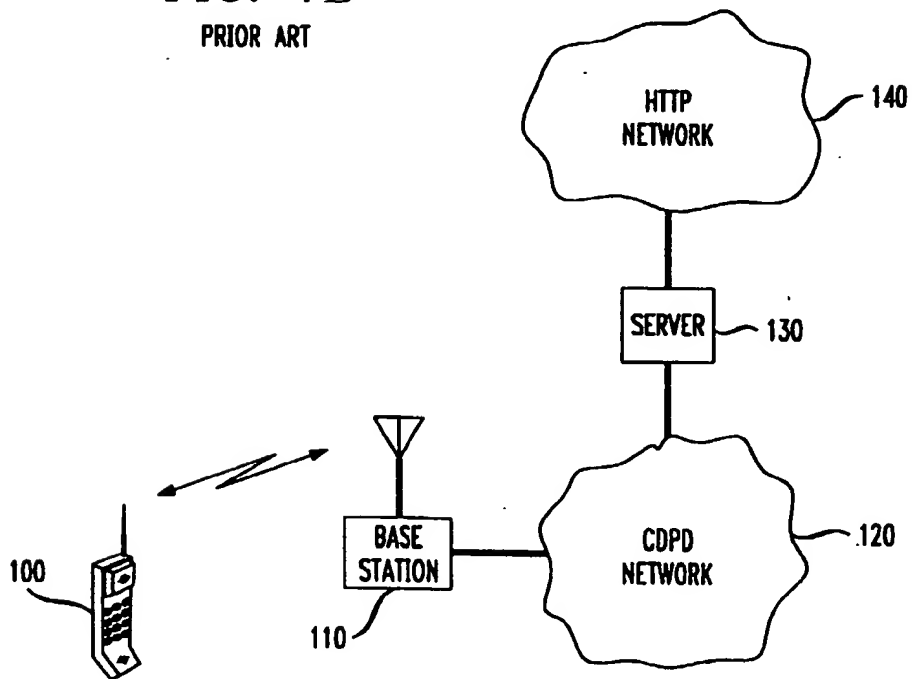 PRIOR ART
HTTP
NETWORK
140
SERVER
130
BASE
STATION
110
CDPD
NETWORK
120
100